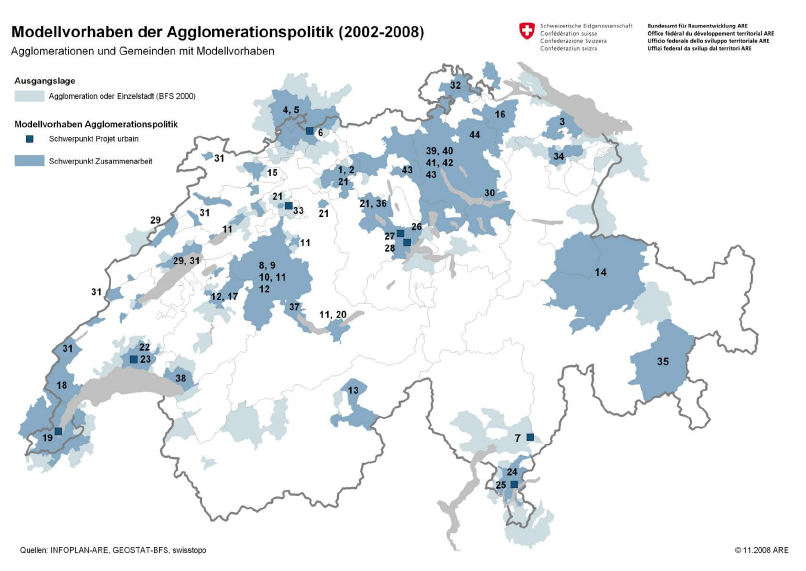 Modellvorhaben der Agglomerationspolitik (2002-2008)
Agglomerationen und Gemeinden mit Modellvorhaben
Schweizerische Eidgenossenschaft
Confédération suisse
Confederazione Svizzera
Confederaziun svizra
Bundesamt für Raumentwicklung ARE
Office fédéral du développement territorial ARE
Ufficio federale dello sviluppo territoriale ARE
Uffizi federal da svilup dal territori ARE
Ausgangslage
Agglomeration oder Einzelstadt (BFS 2000)
Modellvorhaben Agglomerationspolitik
Schwerpunkt Projet urbain
Schwerpunkt Zusammenarbeit
32
4, 5
16
3
6
44
34
39, 40
41, 42
43
43
31
15
1, 2
21
30
21
33
21
21, 36
31
29
11
26
27
28
11
29, 31
8, 9
10, 11
12
14
31
12, 17
37
11, 20
22
23
31
35
18
38
13
19
7
24
25
Quellen: INFOPLAN-ARE, GEOSTAT-BFS, swisstopo
© 11.2008 ARE